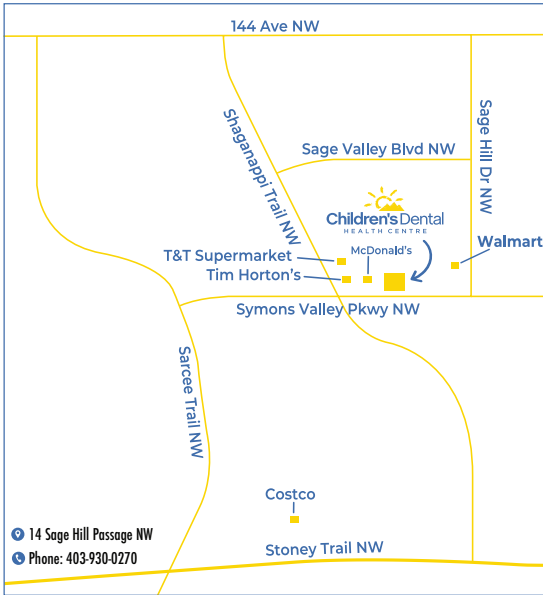 144 Ave NW
Shaganappi Trail NW
Sage Hill Dr NW
Sage Valley Blvd NW
Children's Dental
HEALTH CENTRE
Walmart
McDonald's
T&T Supermarket
Tim Horton's
Symons Valley Pkwy NW
Sarcee Trail NW
Costco
14 Sage Hill Passage NW
Phone: 403-930-0270
Stoney Trail NW